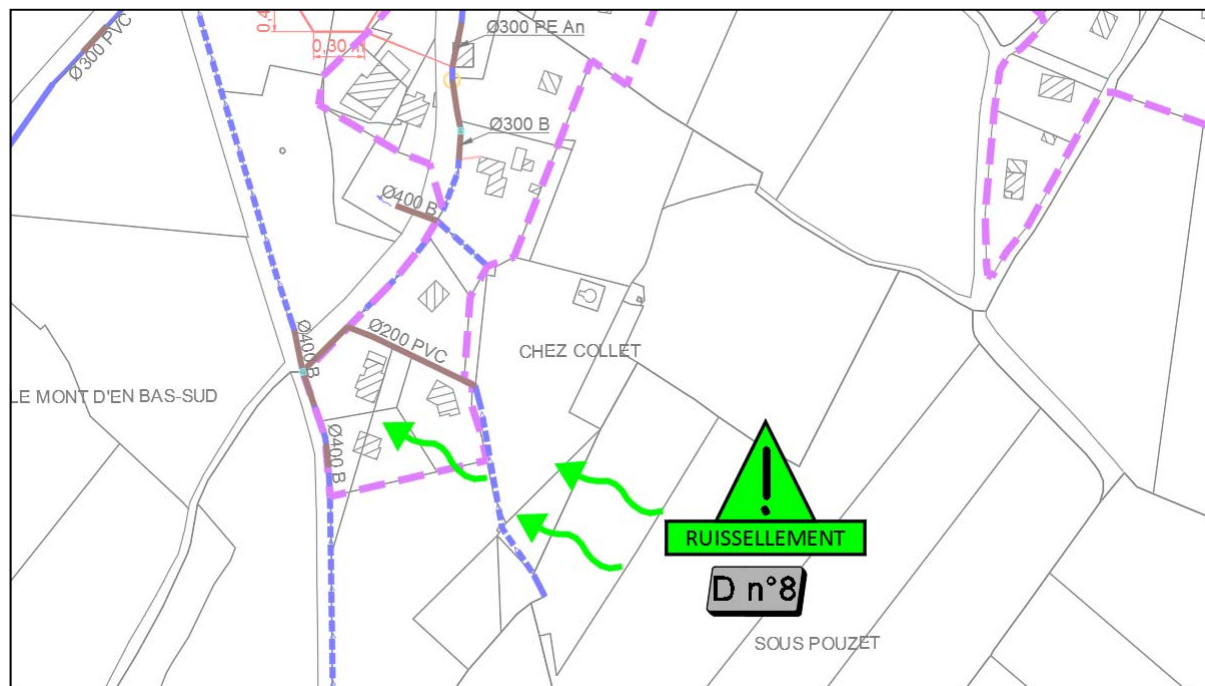 Ø300 PVC
0,30 m
Ø300 PE An
Ø300 B
Ø400 B
Ø400 B
Ø200 PVC
CHEZ COLLET
LE MONT D'EN BAS-SUD
Ø400 B
RUISSELLEMENT
D n°8
SOUS POUZET